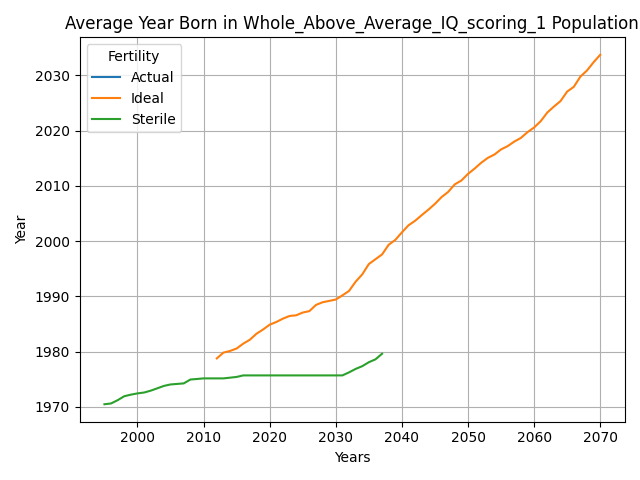 Average Year Born in Whole_Above_Average_IQ_scoring_1 Population
Fertility
Actual
Ideal
Sterile
Year
2030
2020
2010
2000
1990
1980
1970
2000 2010 2020 2030 2040 2050 2060 2070
Years